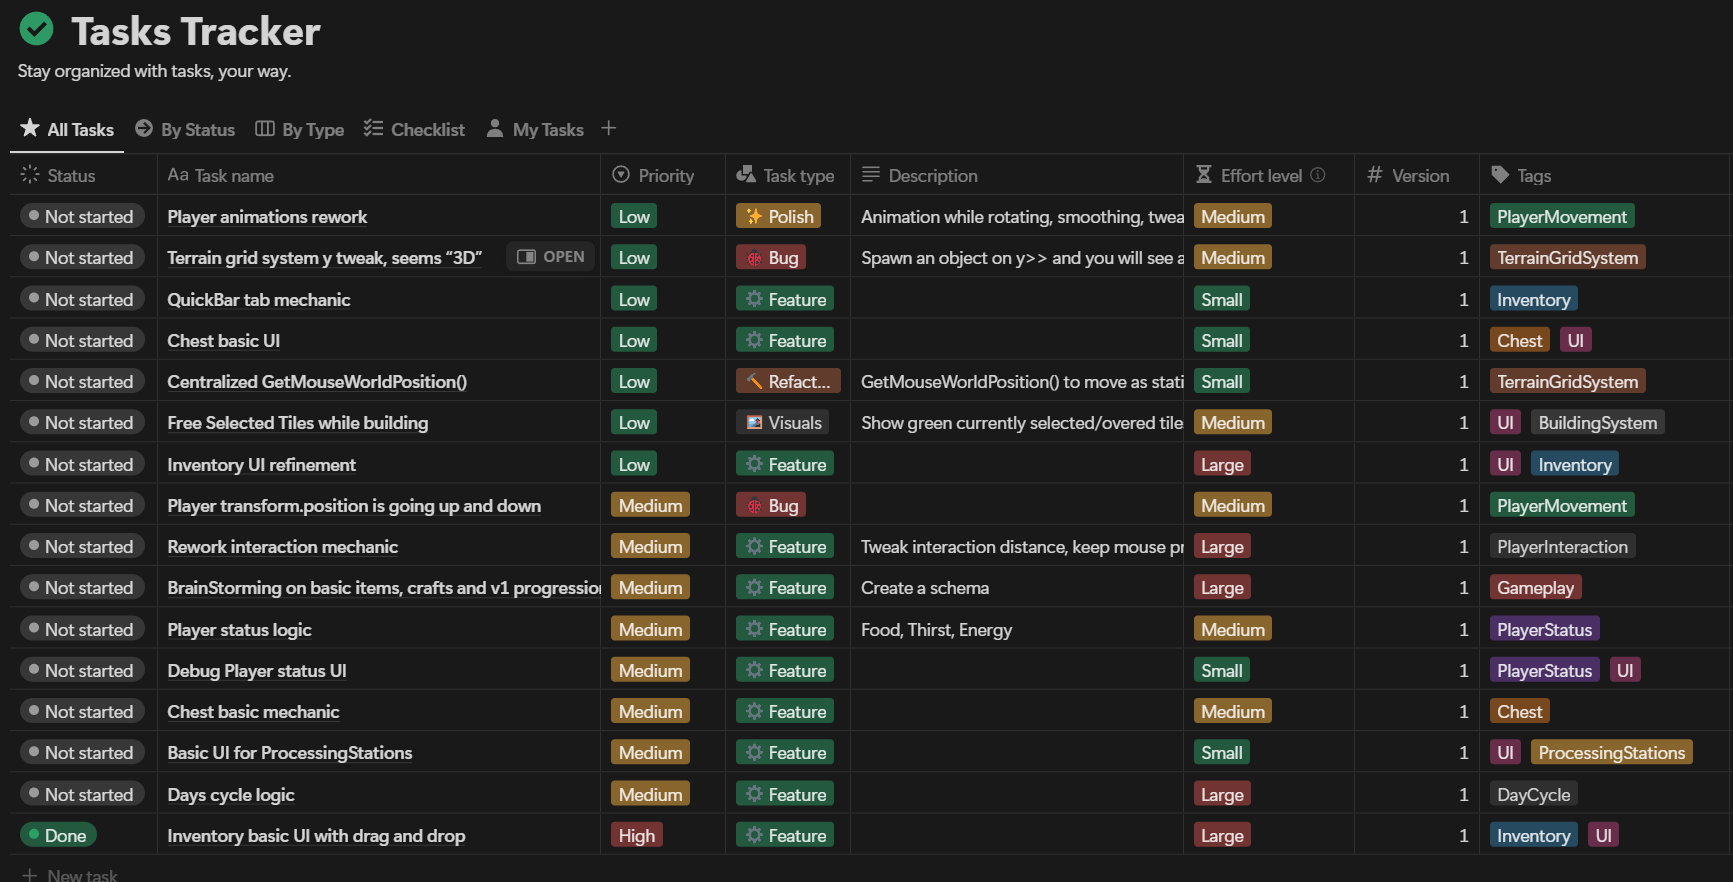 Tasks Tracker
Stay organized with tasks, your way.
All Tasks By Status By Type Checklist My Tasks
Status Aa Task name Priority Task type Description Effort level # Version Tags
Not started Player animations rework Low Polish Animation while rotating, smoothing, twea Medium 1 PlayerMovement
Not started Terrain grid system y tweak, seems “3D” OPEN Low Bug Spawn an object on y>> and you will see a Medium 1 TerrainGridSystem
Not started QuickBar tab mechanic Low Feature Small 1 Inventory
Not started Chest basic UI Low Feature Small 1 Chest UI
Not started Centralized GetMouseWorldPosition() Low Refact... GetMouseWorldPosition() to move as stati Small 1 TerrainGridSystem
Not started Free Selected Tiles while building Low Visuals Show green currently selected/overed tile Medium 1 UI BuildingSystem
Not started Inventory UI refinement Low Feature Large 1 UI Inventory
Not started Player transform.position is going up and down Medium Bug Medium 1 PlayerMovement
Not started Rework interaction mechanic Medium Feature Tweak interaction distance, keep mouse pr Large 1 PlayerInteraction
Not started BrainStorming on basic items, crafts and v1 progression Medium Feature Create a schema Large 1 Gameplay
Not started Player status logic Medium Feature Food, Thirst, Energy Medium 1 PlayerStatus
Not started Debug Player status UI Medium Feature Small 1 PlayerStatus UI
Not started Chest basic mechanic Medium Feature Medium 1 Chest
Not started Basic UI for ProcessingStations Medium Feature Small 1 UI ProcessingStations
Not started Days cycle logic Medium Feature Large 1 DayCycle
Done Inventory basic UI with drag and drop High Feature Large 1 Inventory UI
+ New task